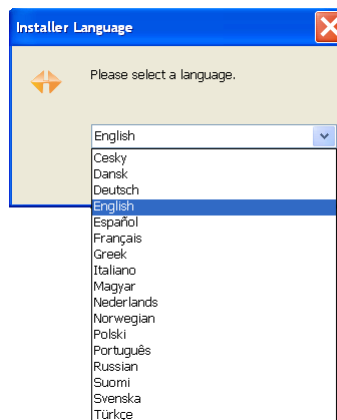 Installer Language
Please select a language.
English
Cesky
Dansk
Deutsch
English
Español
Français
Greek
Italiano
Magyar
Nederlands
Norwegian
Polski
Português
Russian
Suomi
Svenska
Türkçe